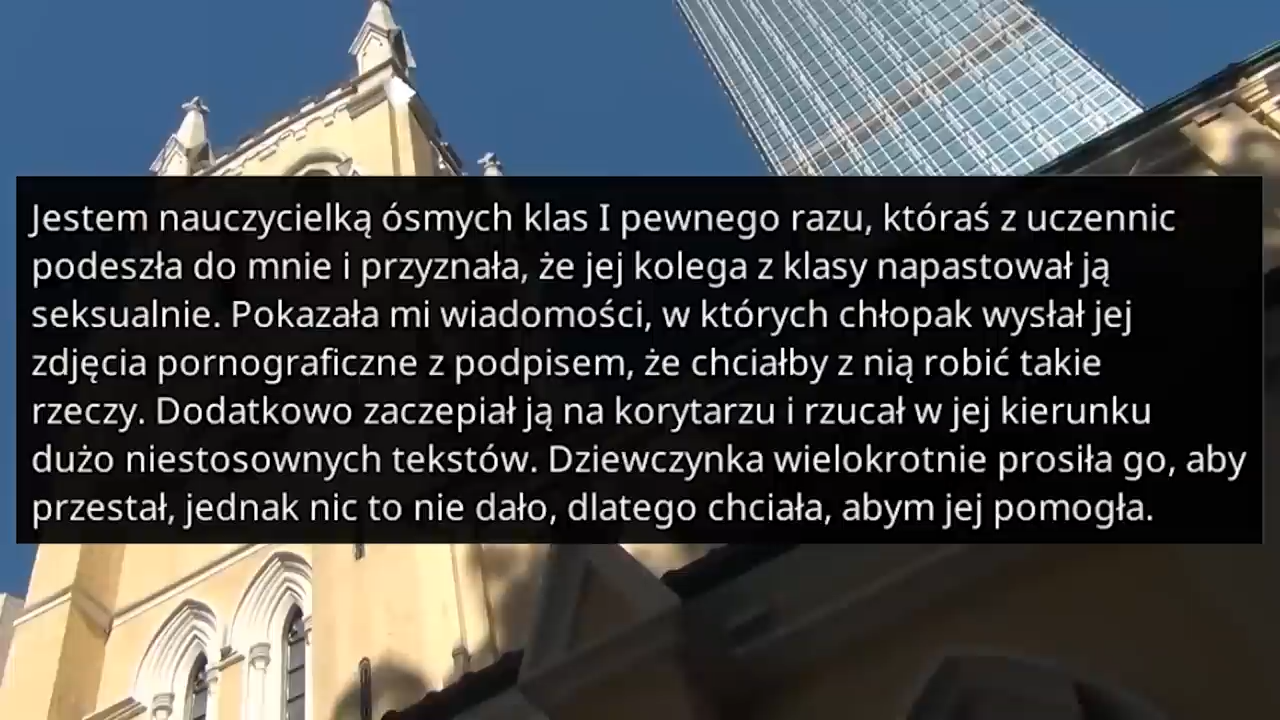 Jestem nauczycielką ósmych klas I pewnego razu, któraś z uczennic
podeszła do mnie i przyznała, że jej kolega z klasy napastował ją
seksualnie. Pokazała mi wiadomości, w których chłopak wysłał jej
zdjęcia pornograficzne z podpisem, że chciałby z nią robić takie
rzeczy. Dodatkowo zaczepiał ją na korytarzu i rzucał w jej kierunku
dużo niestosownych tekstów. Dziewczynka wielokrotnie prosiła go, aby
przestał, jednak nic to nie dało, dlatego chciała, abym jej pomogła.